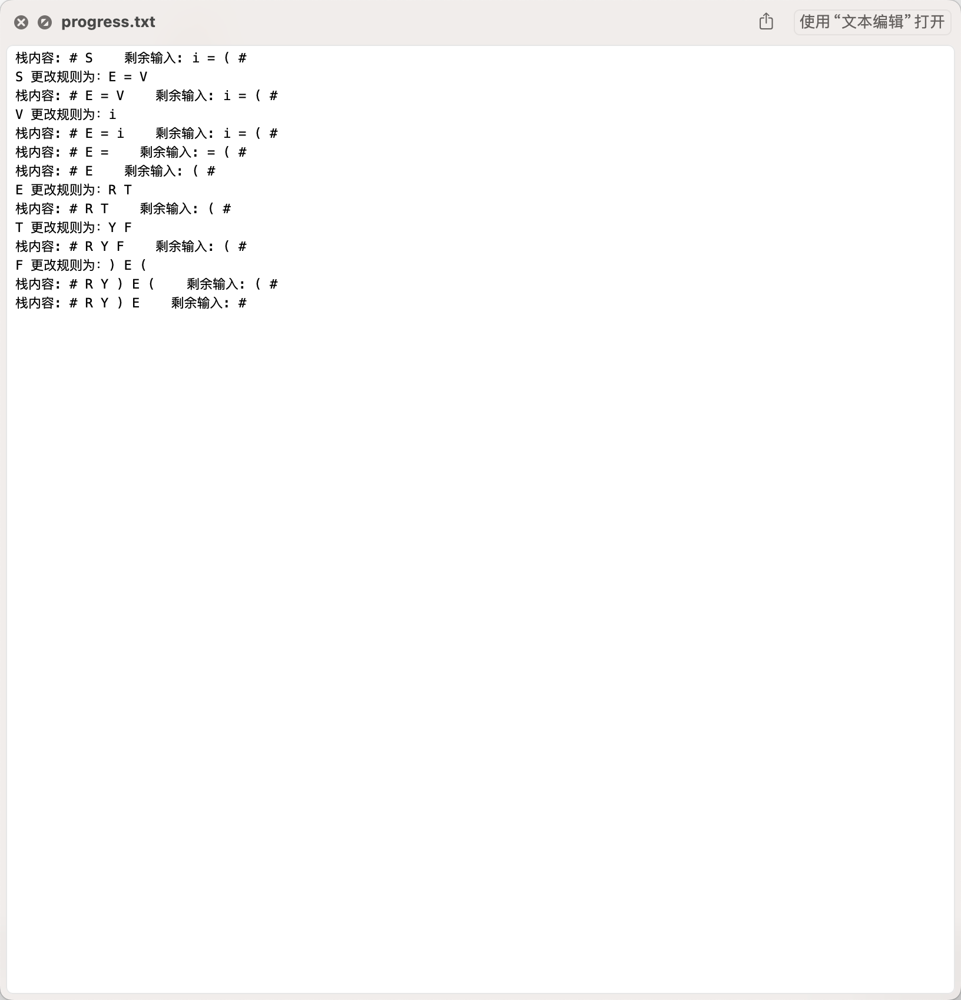 progress.txt
使用“文本编辑”打开
栈内容: # S    剩余输入: i = ( #
S 更改规则为: E = V
栈内容: # E = V    剩余输入: i = ( #
V 更改规则为: i
栈内容: # E = i    剩余输入: i = ( #
栈内容: # E =    剩余输入: = ( #
栈内容: # E    剩余输入: ( #
E 更改规则为: R T
栈内容: # R T    剩余输入: ( #
T 更改规则为: Y F
栈内容: # R Y F    剩余输入: ( #
F 更改规则为: ) E (
栈内容: # R Y ) E (    剩余输入: ( #
栈内容: # R Y ) E    剩余输入: #